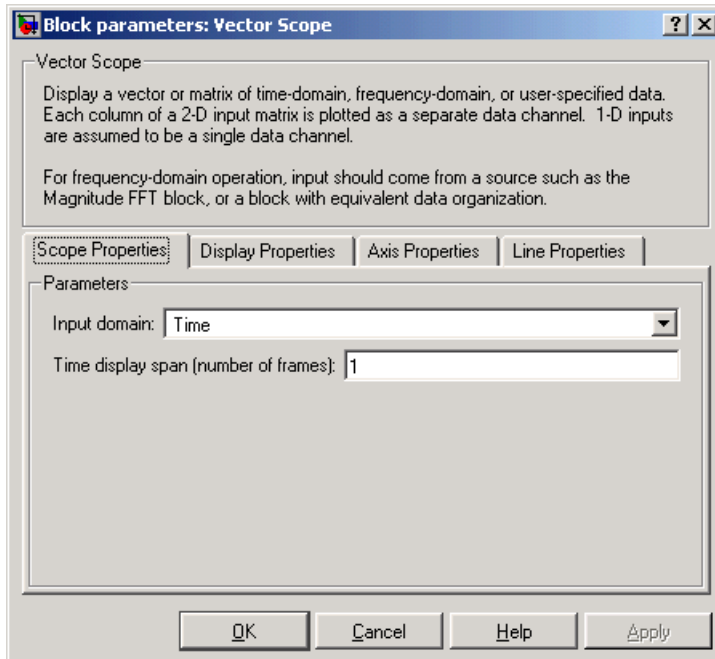 Block parameters: Vector Scope
Vector Scope
Display a vector or matrix of time-domain, frequency-domain, or user-specified data.
Each column of a 2-D input matrix is plotted as a separate data channel. 1-D inputs
are assumed to be a single data channel.
For frequency-domain operation, input should come from a source such as the
Magnitude FFT block, or a block with equivalent data organization.
Scope Properties Display Properties Axis Properties Line Properties
Parameters
Input domain: Time
Time display span (number of frames): 1
OK Cancel Help Apply